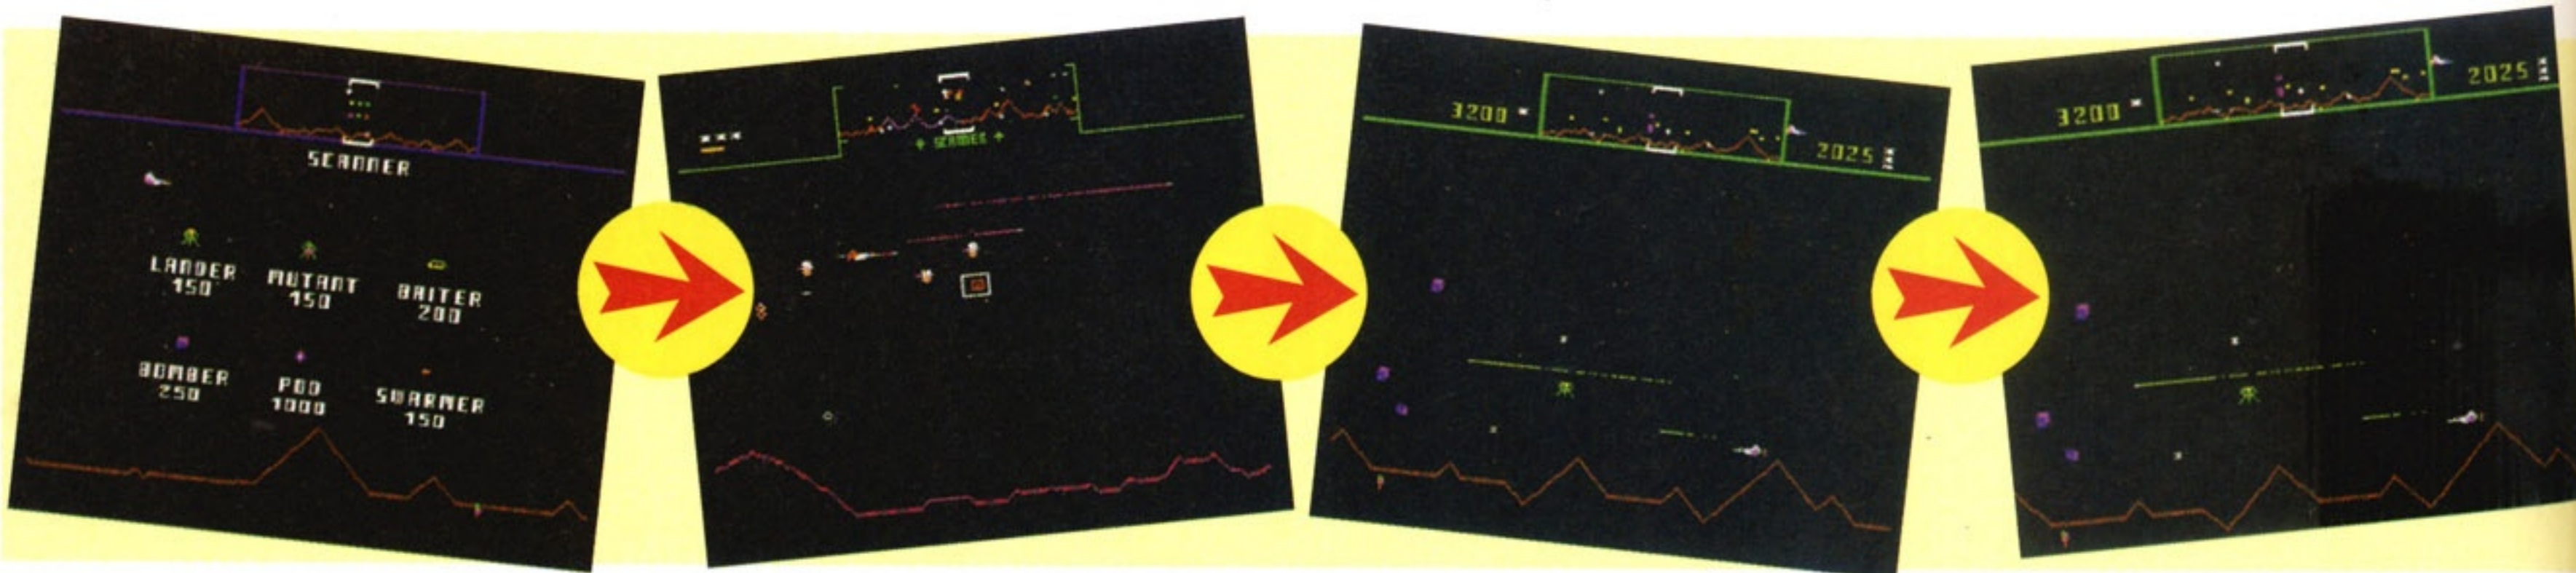 SCANNER
LANDER MUTANT BAITER
150 150 200
BOMBER POD SWARMER
250 1000 150
SCANNER
3200
2025
3200
2025